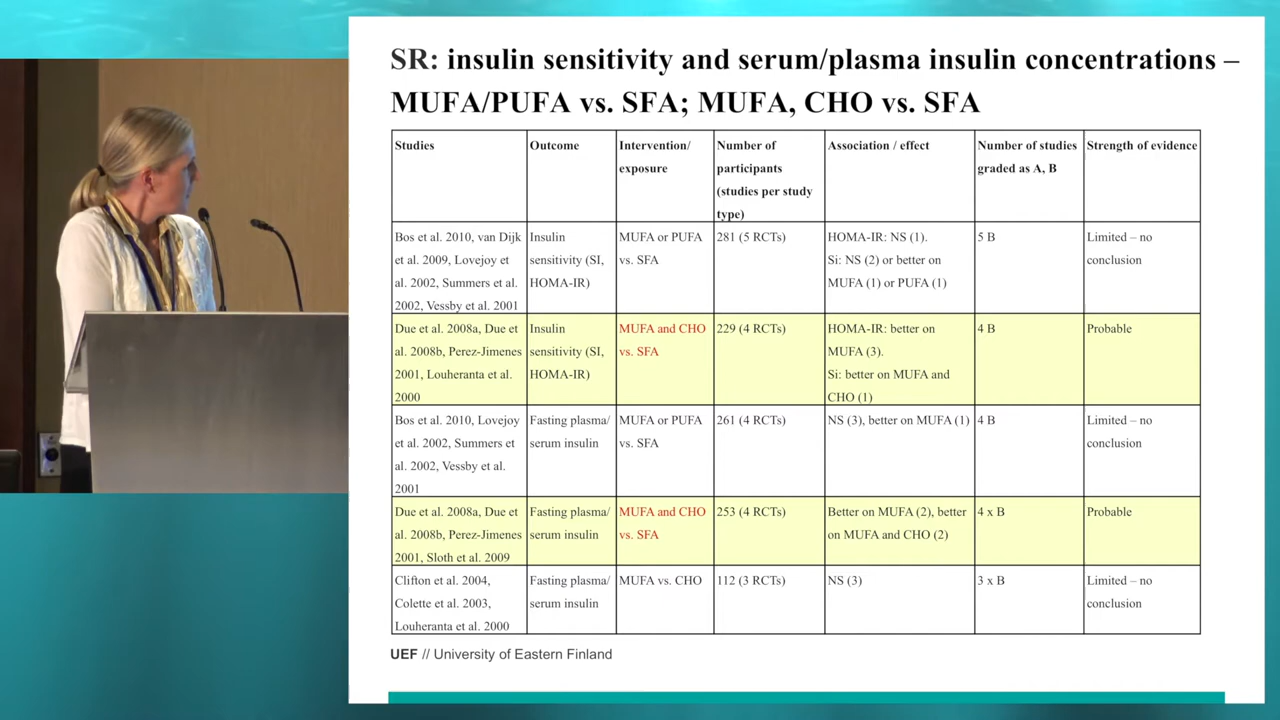 SR: insulin sensitivity and serum/plasma insulin concentrations –
MUFA/PUFA vs. SFA; MUFA, CHO vs. SFA
Studies
Outcome
Intervention/
exposure
Number of
participants
(studies per study
type)
Association / effect
Number of studies
graded as A, B
Strength of evidence
Bos et al. 2010, van Dijk
et al. 2009, Lovejoy et
al. 2002, Summers et al.
2002, Vessby et al. 2001
Insulin
sensitivity (SI,
HOMA-IR)
MUFA or PUFA
vs. SFA
281 (5 RCTs)
HOMA-IR: NS (1).
Si: NS (2) or better on
MUFA (1) or PUFA (1)
5 B
Limited – no
conclusion
Due et al. 2008a, Due et
al. 2008b, Perez-Jimenes
2001, Louheranta et al.
2000
Insulin
sensitivity (SI,
HOMA-IR)
MUFA and CHO
vs. SFA
229 (4 RCTs)
HOMA-IR: better on
MUFA (3).
Si: better on MUFA and
CHO (1)
4 B
Probable
Bos et al. 2010, Lovejoy
et al. 2002, Summers et
al. 2002, Vessby et al.
2001
Fasting plasma/
serum insulin
MUFA or PUFA
vs. SFA
261 (4 RCTs)
NS (3), better on MUFA (1)
4 B
Limited – no
conclusion
Due et al. 2008a, Due et
al. 2008b, Perez-Jimenes
2001, Sloth et al. 2009
Fasting plasma/
serum insulin
MUFA and CHO
vs. SFA
253 (4 RCTs)
Better on MUFA (2), better
on MUFA and CHO (2)
4 x B
Probable
Clifton et al. 2004,
Colette et al. 2003,
Louheranta et al. 2000
Fasting plasma/
serum insulin
MUFA vs. CHO
112 (3 RCTs)
NS (3)
3 x B
Limited – no
conclusion
UEF // University of Eastern Finland